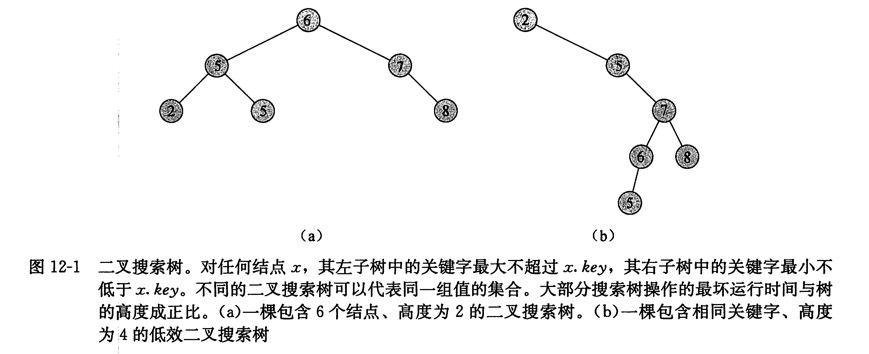 6
2
5
7
5
2
5
8
7
6
8
5
(a)
(b)
图 12-1 二叉搜索树。对任何结点 x，其左子树中的关键字最大不超过 x.key，其右子树中的关键字最小不
低于 x.key。不同的二叉搜索树可以代表同一组值的集合。大部分搜索树操作的最坏运行时间与树
的高度成正比。(a)一棵包含 6 个结点、高度为 2 的二叉搜索树。(b)一棵包含相同关键字、高度
为 4 的低效二叉搜索树